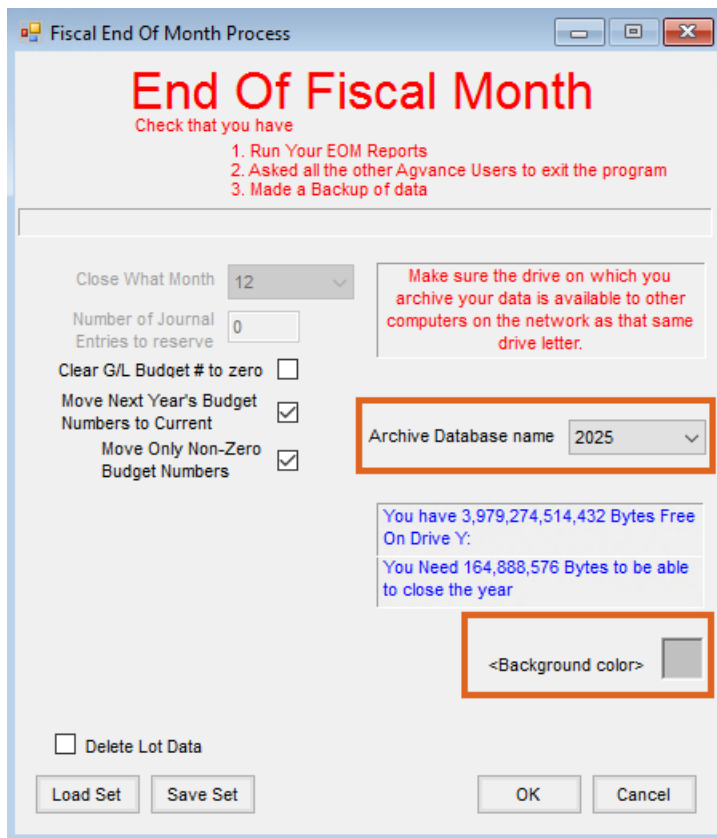 Fiscal End Of Month Process
End Of Fiscal Month
Check that you have
1. Run Your EOM Reports
2. Asked all the other Agvance Users to exit the program
3. Made a Backup of data
Close What Month 12
Number of Journal
Entries to reserve 0
Clear G/L Budget # to zero
Move Next Year's Budget
Numbers to Current
Move Only Non-Zero
Budget Numbers
Make sure the drive on which you
archive your data is available to other
computers on the network as that same
drive letter.
Archive Database name 2025
You have 3,979,274,514,432 Bytes Free
On Drive Y:
You Need 164,888,576 Bytes to be able
to close the year
<Background color>
Delete Lot Data
Load Set Save Set OK Cancel